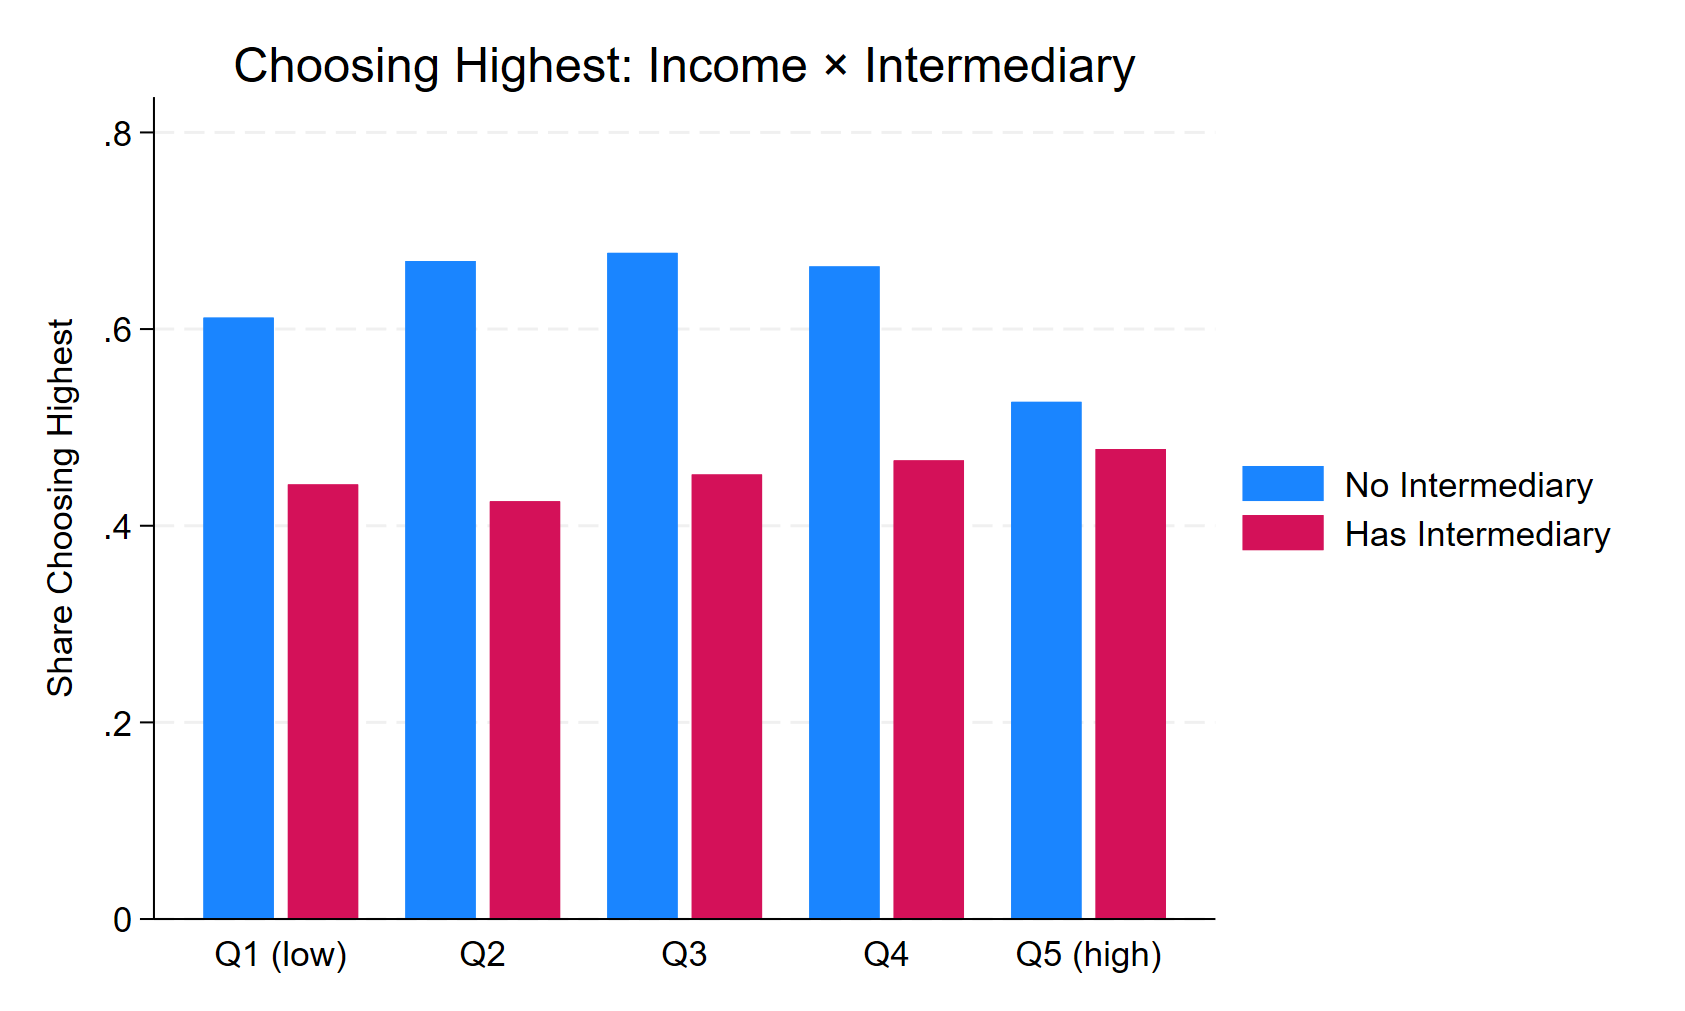 Choosing Highest: Income × Intermediary
Share Choosing Highest
.8
.6
.4
.2
0
Q1 (low)
Q2
Q3
Q4
Q5 (high)
No Intermediary
Has Intermediary